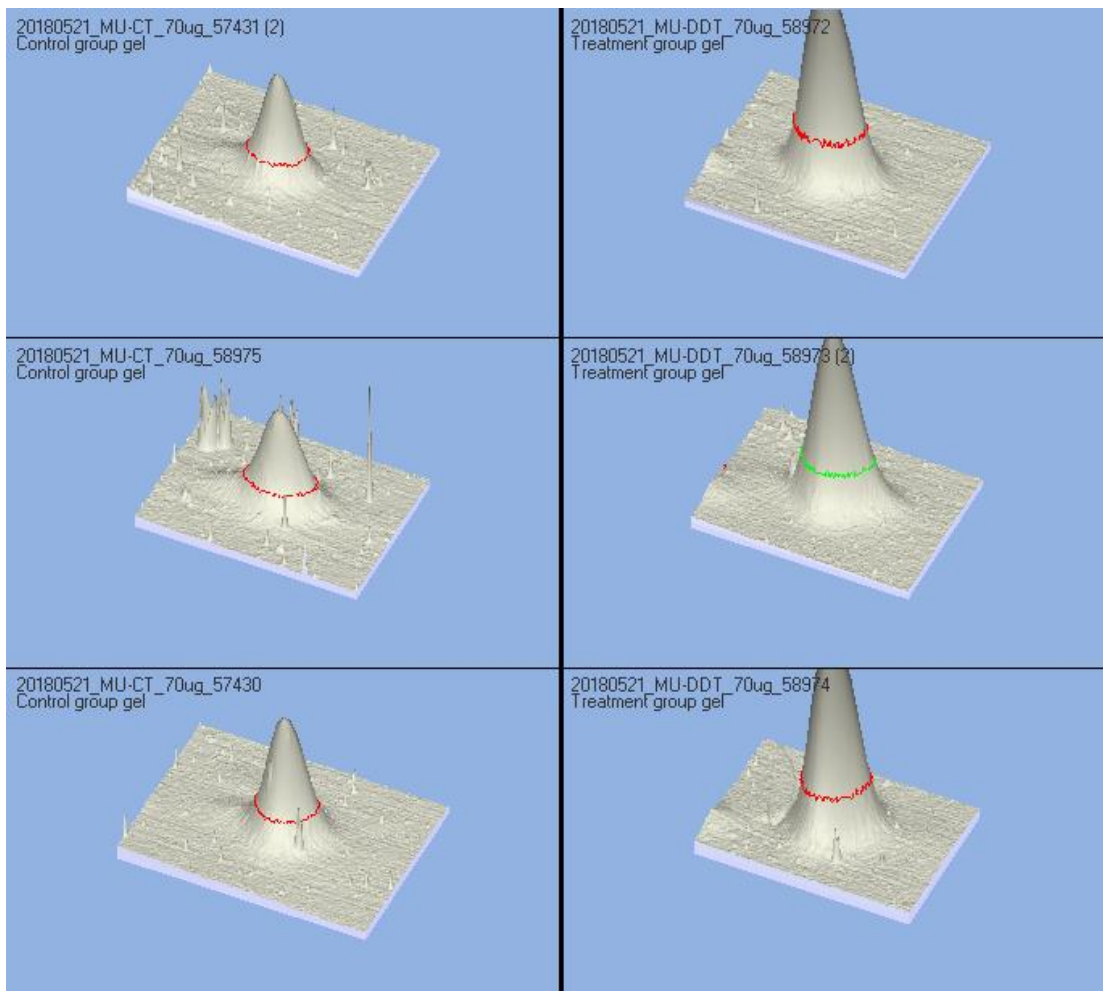 20180521_MU-CT_70ug_57431 (2)
Control group gel
20180521_MU-DDT_70ug_58972
Treatment group gel
20180521_MU-CT_70ug_58975
Control group gel
20180521_MU-DDT_70ug_58973 (2)
Treatment group gel
20180521_MU-CT_70ug_57430
Control group gel
20180521_MU-DDT_70ug_58974
Treatment group gel